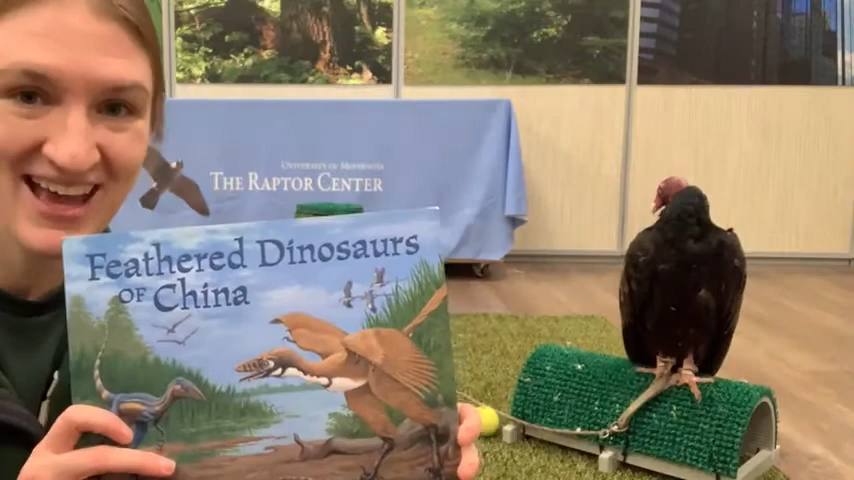 University of Minnesota
The Raptor Center
Feathered Dinosaurs
of China